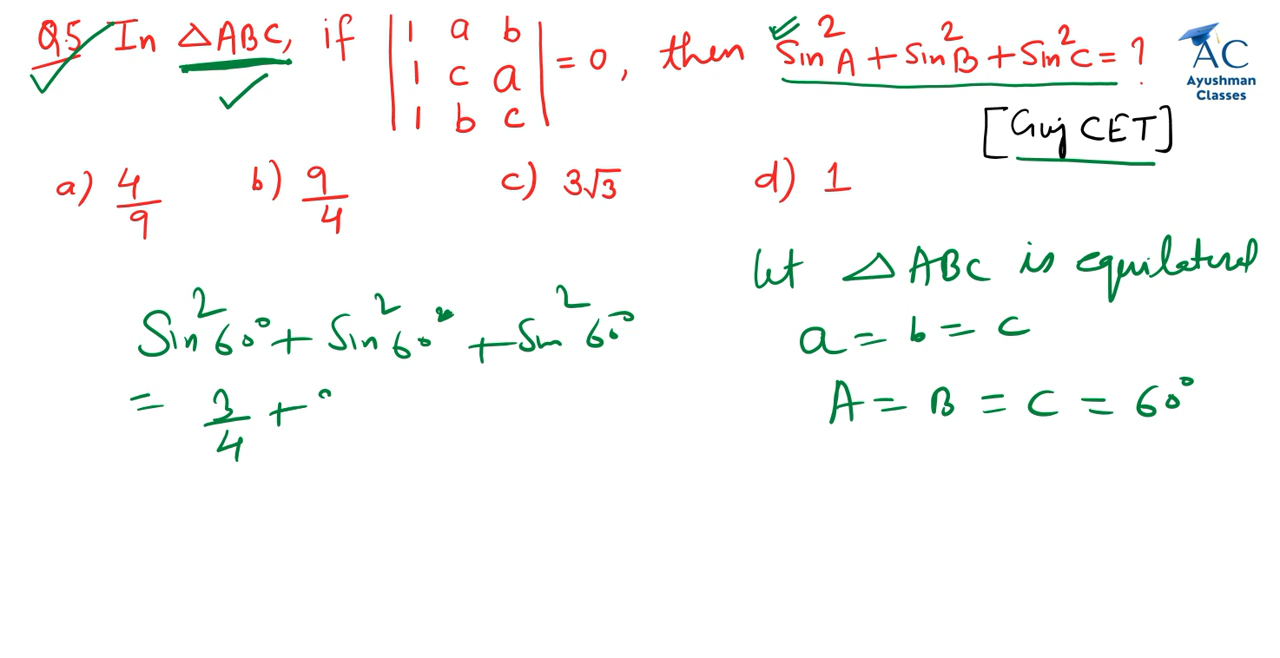 Q5 In △ABC, if | 1 a b | = 0, then Sin²A + Sin²B + Sin²C = ?
| 1 c a |
| 1 b c |
AC
Ayushman
Classes
[Guj CET]
a) 4/9 b) 9/4 c) 3√3 d) 1
let △ABC is equilateral
Sin²60° + Sin²60° + Sin²60°
a = b = c
= 3/4 +
A = B = C = 60°